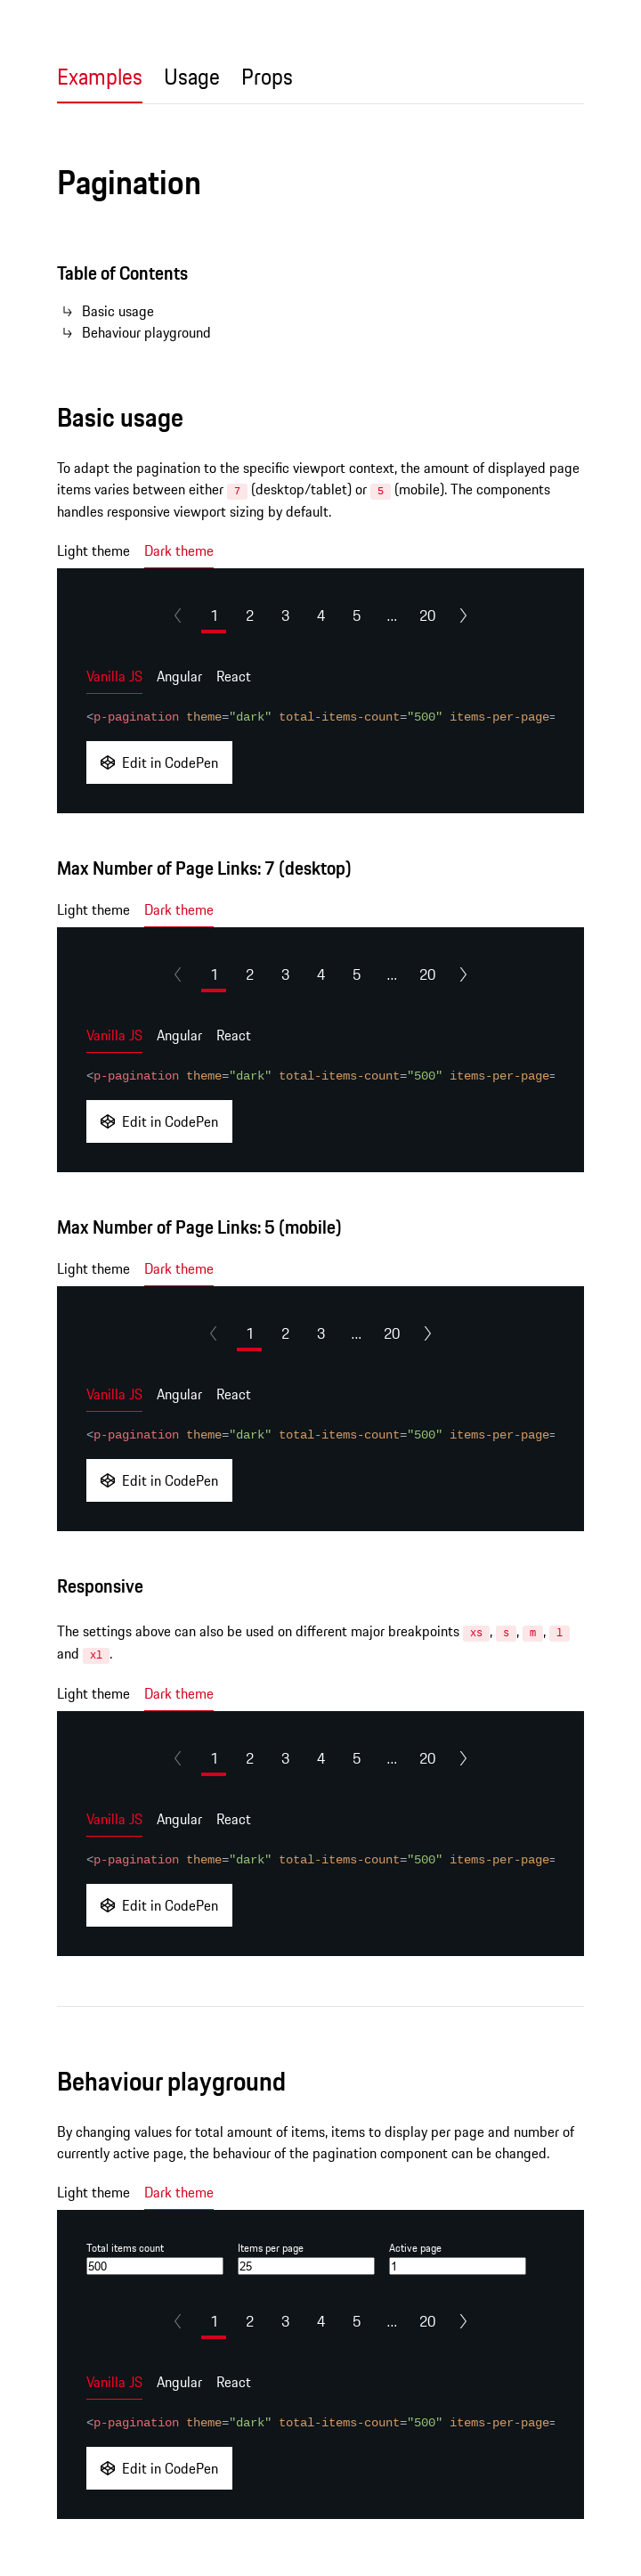 Examples Usage Props
Pagination
Table of Contents
Basic usage
Behaviour playground
Basic usage
To adapt the pagination to the specific viewport context, the amount of displayed page
items varies between either 7 (desktop/tablet) or 5 (mobile). The components
handles responsive viewport sizing by default.
Light theme Dark theme
1 2 3 4 5 ... 20
Vanilla JS Angular React
<p-pagination theme="dark" total-items-count="500" items-per-page=
Edit in CodePen
Max Number of Page Links: 7 (desktop)
Light theme Dark theme
1 2 3 4 5 ... 20
Vanilla JS Angular React
<p-pagination theme="dark" total-items-count="500" items-per-page=
Edit in CodePen
Max Number of Page Links: 5 (mobile)
Light theme Dark theme
1 2 3 ... 20
Vanilla JS Angular React
<p-pagination theme="dark" total-items-count="500" items-per-page=
Edit in CodePen
Responsive
The settings above can also be used on different major breakpoints xs, s, m, l
and xl.
Light theme Dark theme
1 2 3 4 5 ... 20
Vanilla JS Angular React
<p-pagination theme="dark" total-items-count="500" items-per-page=
Edit in CodePen
Behaviour playground
By changing values for total amount of items, items to display per page and number of
currently active page, the behaviour of the pagination component can be changed.
Light theme Dark theme
Total items count Items per page Active page
500 25 1
1 2 3 4 5 ... 20
Vanilla JS Angular React
<p-pagination theme="dark" total-items-count="500" items-per-page=
Edit in CodePen